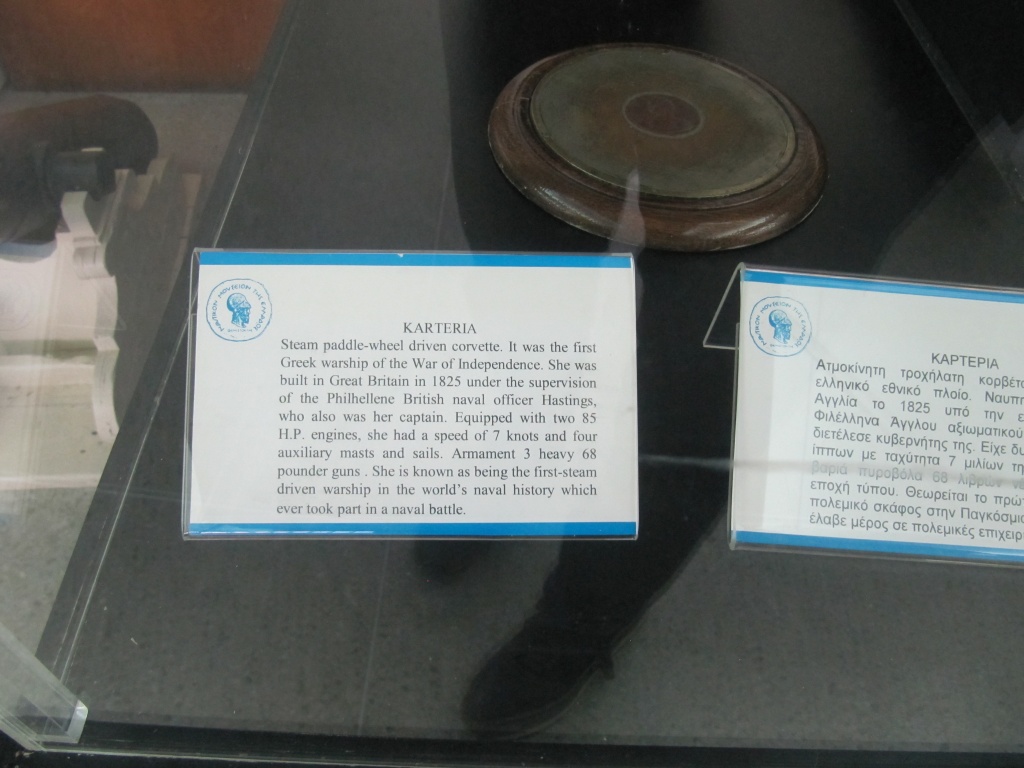 KARTERIA
Steam paddle-wheel driven corvette. It was the first
Greek warship of the War of Independence. She was
built in Great Britain in 1825 under the supervision
of the Philhellene British naval officer Hastings,
who also was her captain. Equipped with two 85
H.P. engines, she had a speed of 7 knots and four
auxiliary masts and sails. Armament 3 heavy 68
pounder guns . She is known as being the first-steam
driven warship in the world's naval history which
ever took part in a naval battle.
ΚΑΡΤΕΡΙΑ
Ατμοκίνητη τροχήλατη
ελληνικό εθνικό πλοίο.
Αγγλία το 1825 υπό την
Φιλέλληνα Άγγλου αξιωματικού
διετέλεσε κυβερνήτης της. Είχε
ίππων με ταχύτητα 7 μιλίων
βαριά πυροβόλα 68 λιβρών
εποχή τύπου. Θεωρείται το
πολεμικό σκάφος στην
έλαβε μέρος σε πολεμικές